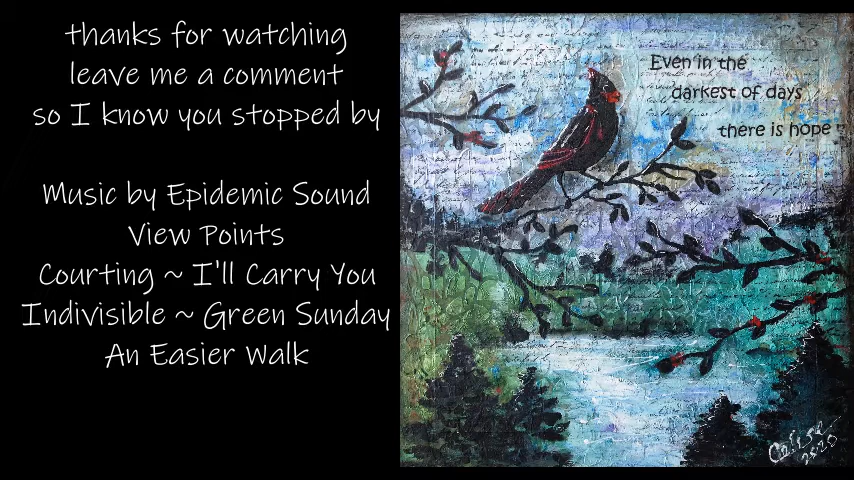 thanks for watching
leave me a comment
so I know you stopped by
Music by Epidemic Sound
View Points
Courting ~ I'll Carry You
Indivisible ~ Green Sunday
An Easier Walk
Even in the
darkest of days
there is hope